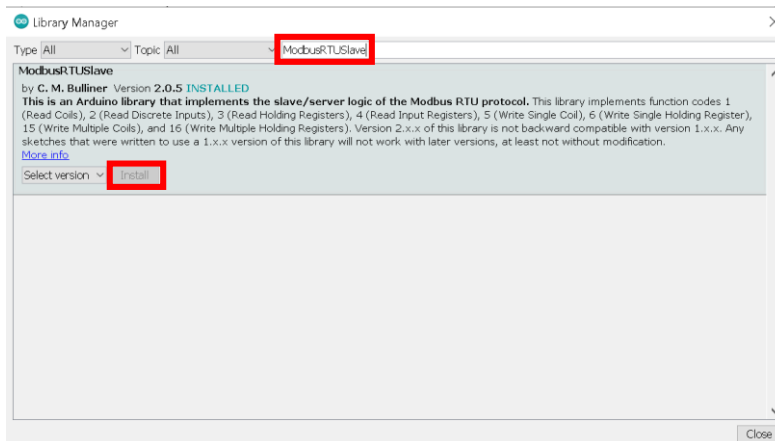 Library Manager
Type All Topic All ModbusRTUSlave
ModbusRTUSlave
by C. M. Bulliner Version 2.0.5 INSTALLED
This is an Arduino library that implements the slave/server logic of the Modbus RTU protocol. This library implements function codes 1
(Read Coils), 2 (Read Discrete Inputs), 3 (Read Holding Registers), 4 (Read Input Registers), 5 (Write Single Coil), 6 (Write Single Holding Register),
15 (Write Multiple Coils), and 16 (Write Multiple Holding Registers). Version 2.x.x of this library is not backward compatible with version 1.x.x. Any
sketches that were written to use a 1.x.x version of this library will not work with later versions, at least not without modification.
More info
Select version Install
Close